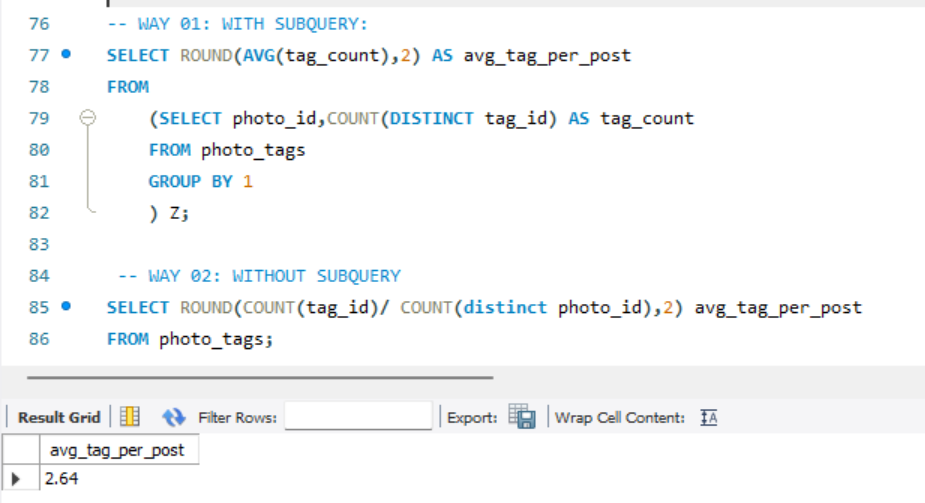 76 -- WAY 01: WITH SUBQUERY:
77 SELECT ROUND(AVG(tag_count),2) AS avg_tag_per_post
78 FROM
79 (SELECT photo_id,COUNT(DISTINCT tag_id) AS tag_count
80 FROM photo_tags
81 GROUP BY 1
82 ) Z;
83
84 -- WAY 02: WITHOUT SUBQUERY
85 SELECT ROUND(COUNT(tag_id)/ COUNT(distinct photo_id),2) avg_tag_per_post
86 FROM photo_tags;
Result Grid Filter Rows: Export: Wrap Cell Content: IA
avg_tag_per_post
2.64